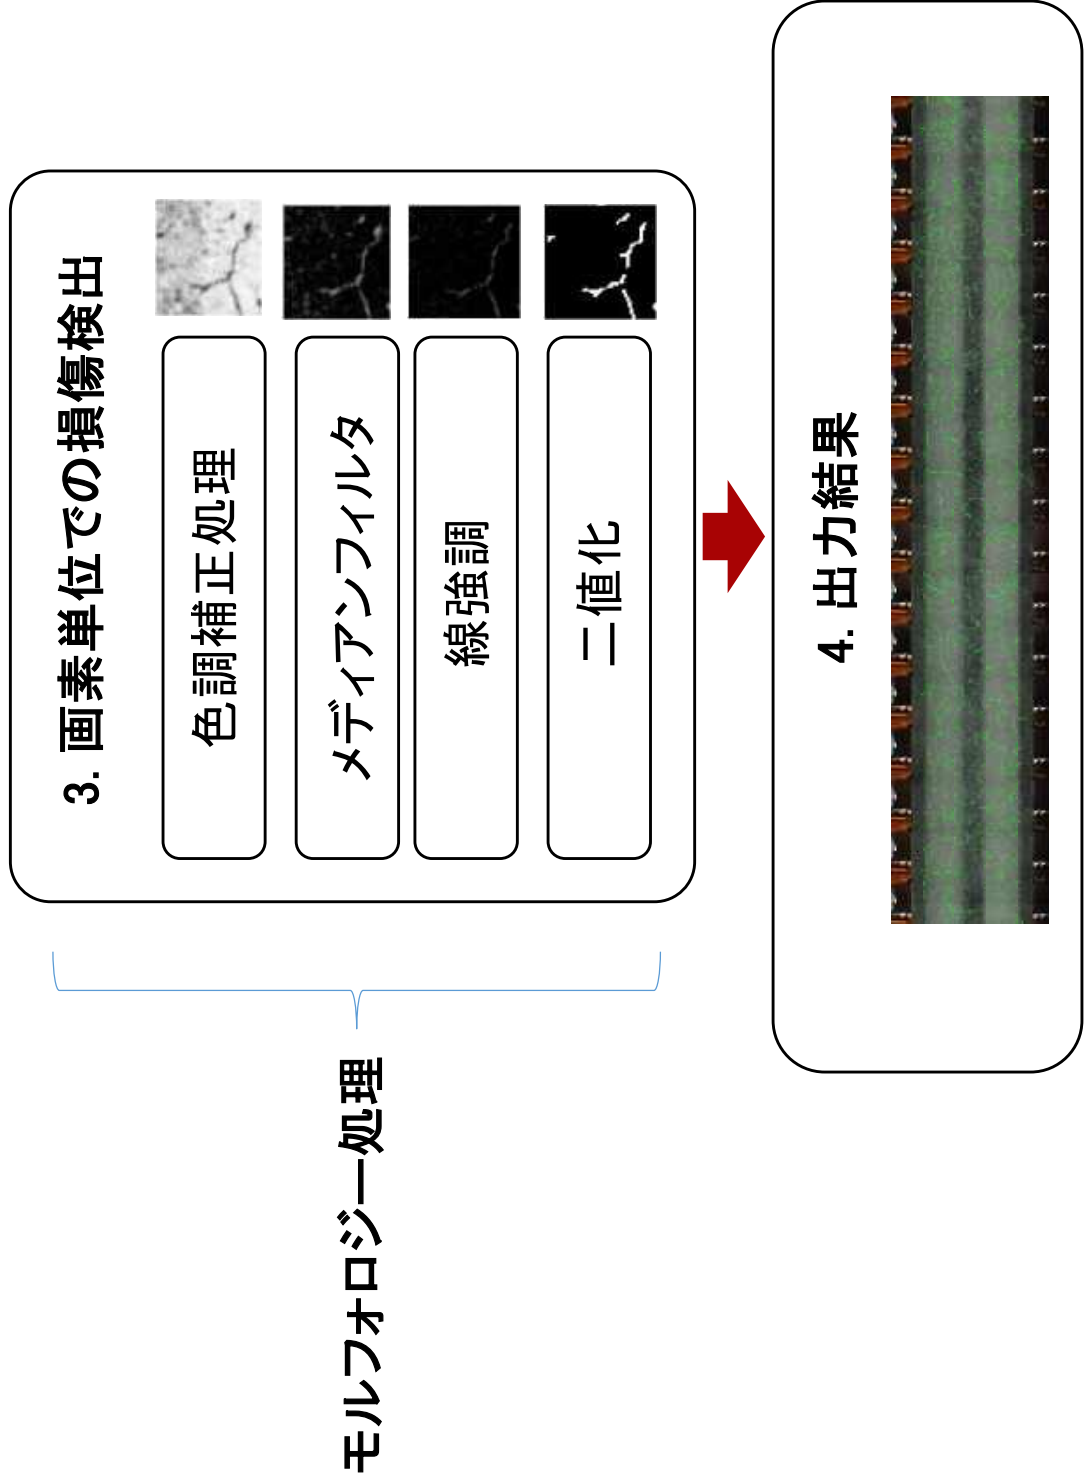 3. 画素単位での損傷検出
色調補正処理
メディアンフィルタ
線強調
二値化
モルフォロジー処理
4. 出力結果